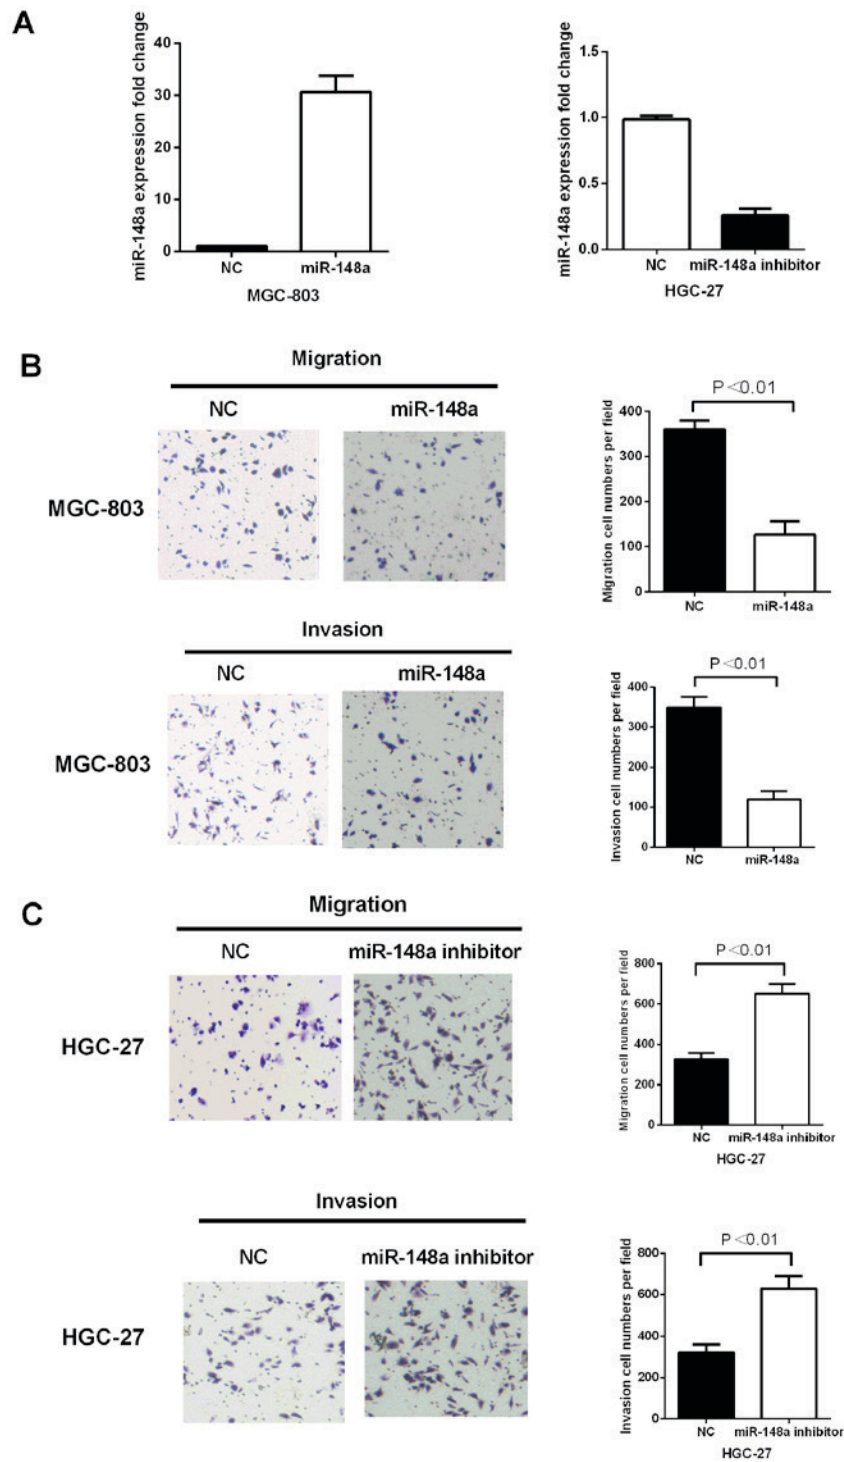 A
miR-148a expression fold change
40
30
20
10
0
NC miR-148a
MGC-803
miR-148a expression fold change
1.5
1.0
0.5
0.0
NC miR-148a inhibitor
HGC-27
B
Migration
NC miR-148a
MGC-803
P<0.01
Migration cell numbers per field
400
300
200
100
0
NC miR-148a
Invasion
NC miR-148a
MGC-803
P<0.01
Invasion cell numbers per field
400
300
200
100
0
NC miR-148a
C
Migration
NC miR-148a inhibitor
HGC-27
P<0.01
Migration cell numbers per field
800
600
400
200
0
NC miR-148a inhibitor
HGC-27
Invasion
NC miR-148a inhibitor
HGC-27
P<0.01
Invasion cell numbers per field
800
600
400
200
0
NC miR-148a inhibitor
HGC-27